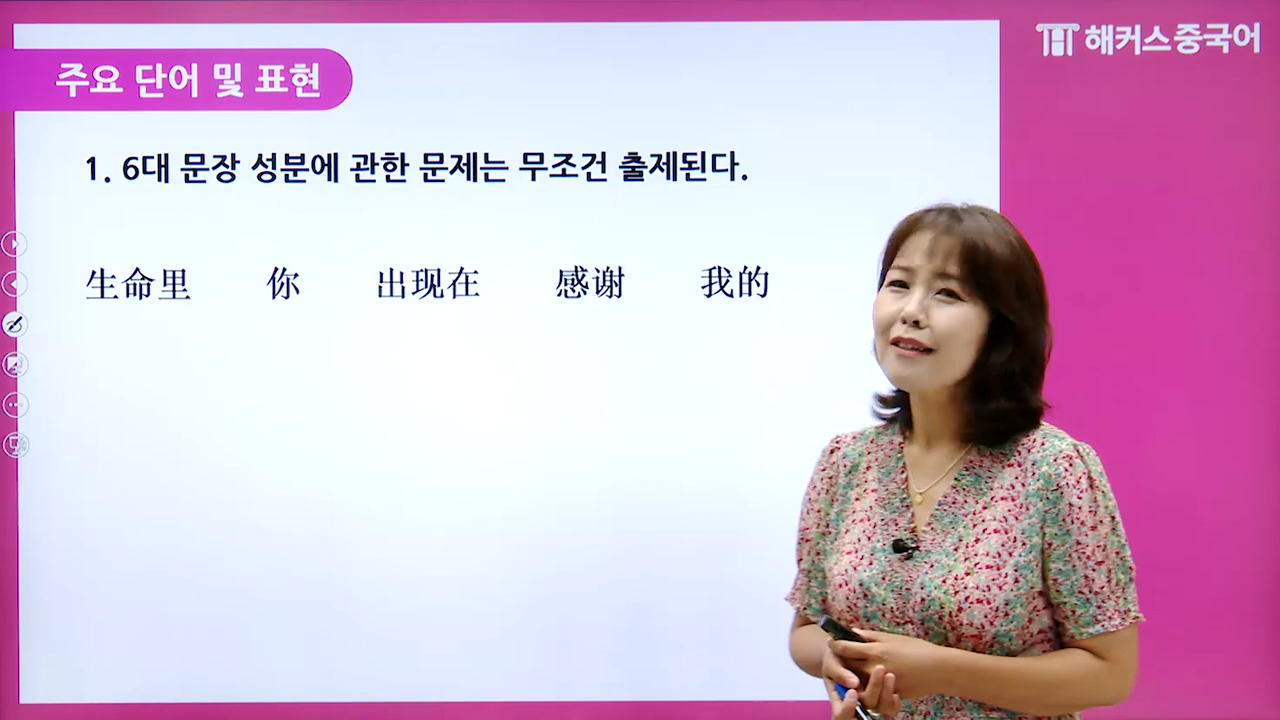 해커스중국어
주요 단어 및 표현
1. 6대 문장 성분에 관한 문제는 무조건 출제된다.
生命里 你 出现在 感谢 我的